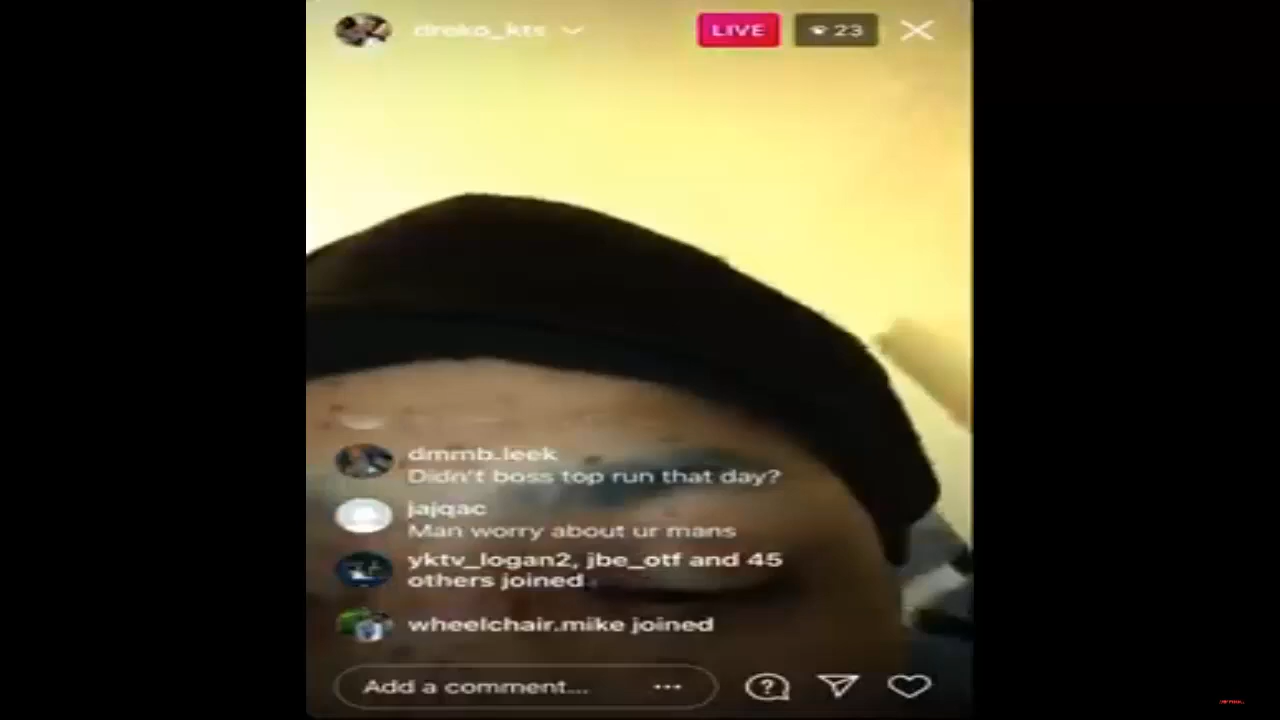 dreko_kts
LIVE
23
dmmb.leek
Didn't boss top run that day?
jajqac
Man worry about ur mans
yktv_logan2, jbe_otf and 45
others joined
wheelchair.mike joined
Add a comment...